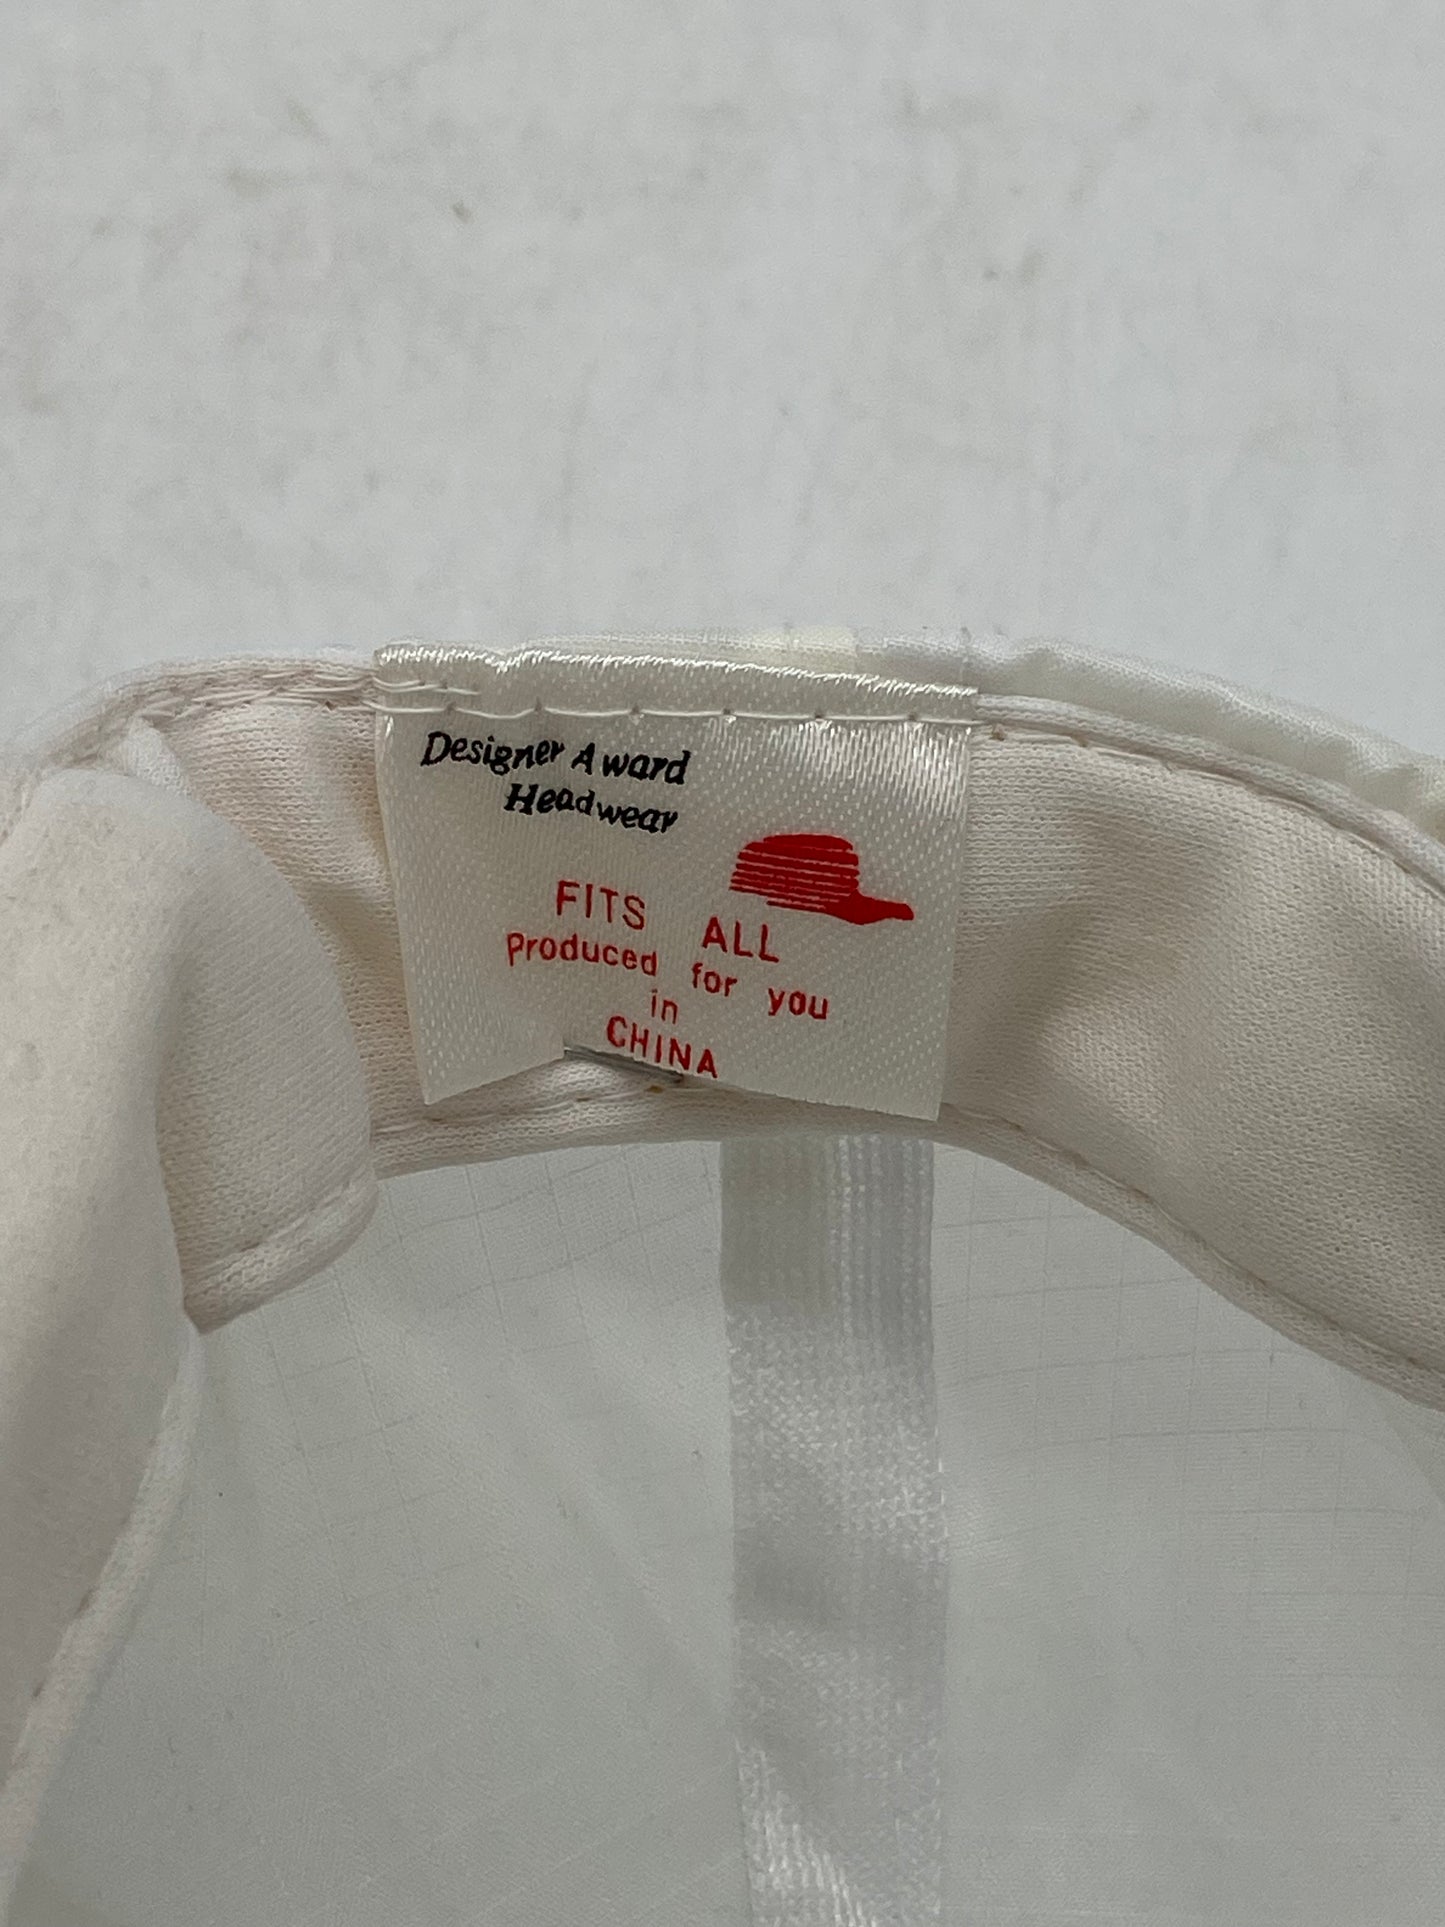 Designer Award
Headwear
FITS ALL
Produced for you
in
CHINA